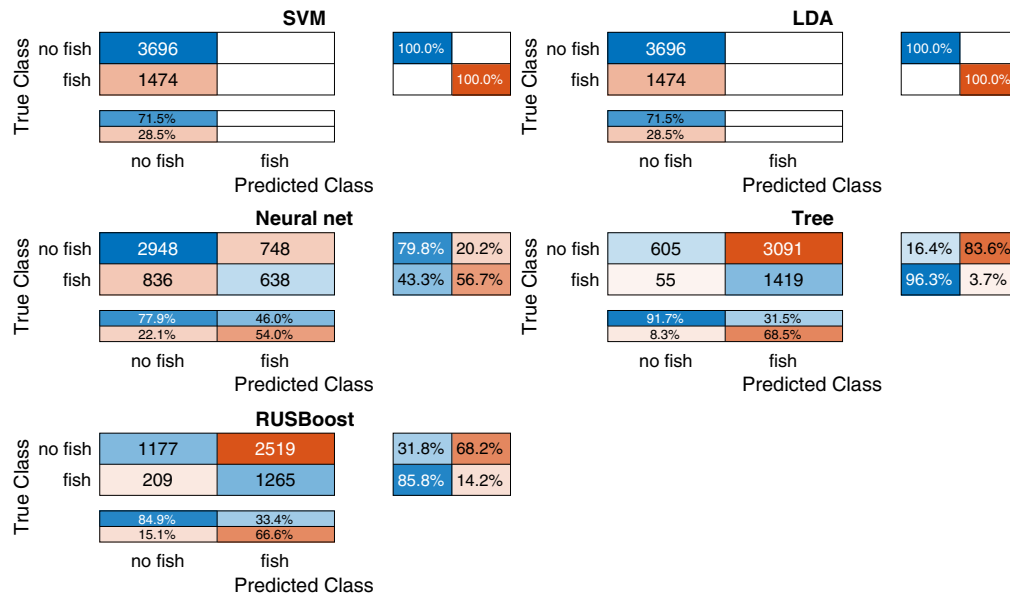 SVM
True Class
no fish 3696 100.0%
fish 1474 100.0%
71.5%
28.5%
no fish fish
Predicted Class
LDA
True Class
no fish 3696 100.0%
fish 1474 100.0%
71.5%
28.5%
no fish fish
Predicted Class
Neural net
True Class
no fish 2948 748 79.8% 20.2%
fish 836 638 43.3% 56.7%
77.9% 46.0%
22.1% 54.0%
no fish fish
Predicted Class
Tree
True Class
no fish 605 3091 16.4% 83.6%
fish 55 1419 96.3% 3.7%
91.7% 31.5%
8.3% 68.5%
no fish fish
Predicted Class
RUSBoost
True Class
no fish 1177 2519 31.8% 68.2%
fish 209 1265 85.8% 14.2%
84.9% 33.4%
15.1% 66.6%
no fish fish
Predicted Class